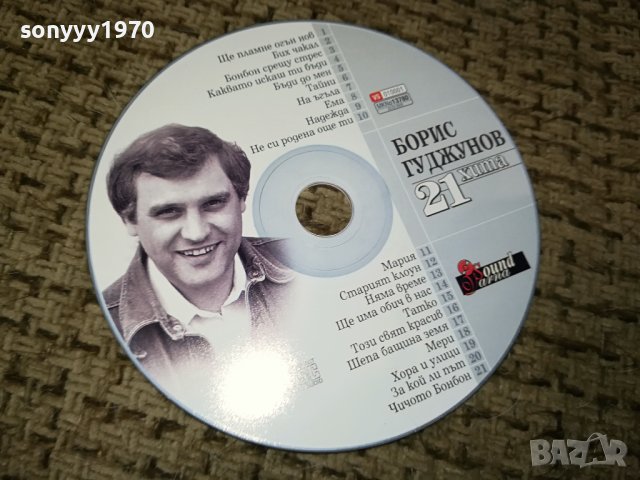 sonyyy1970
Ще пламне огън нов 1
Бих чакал 2
Бонбон срещу стрес 3
Каквато искаш ти бъди 4
Бъди до мен 5
Тайни 6
На ъгъла 7
Ема 8
Надежда 9
Не си родена още ти 10
БОРИС
ГУДЖУНОВ
21 хита
Мария 11
Старият клоун 12
Няма време 13
Ще има обич в нас 14
Татко 15
Този свят красив 16
Шепа бащина земя 17
Мери 18
Хора и улици 19
За кой ли път 20
Чичото Бонбон 21
Sound
arna
BAZAR